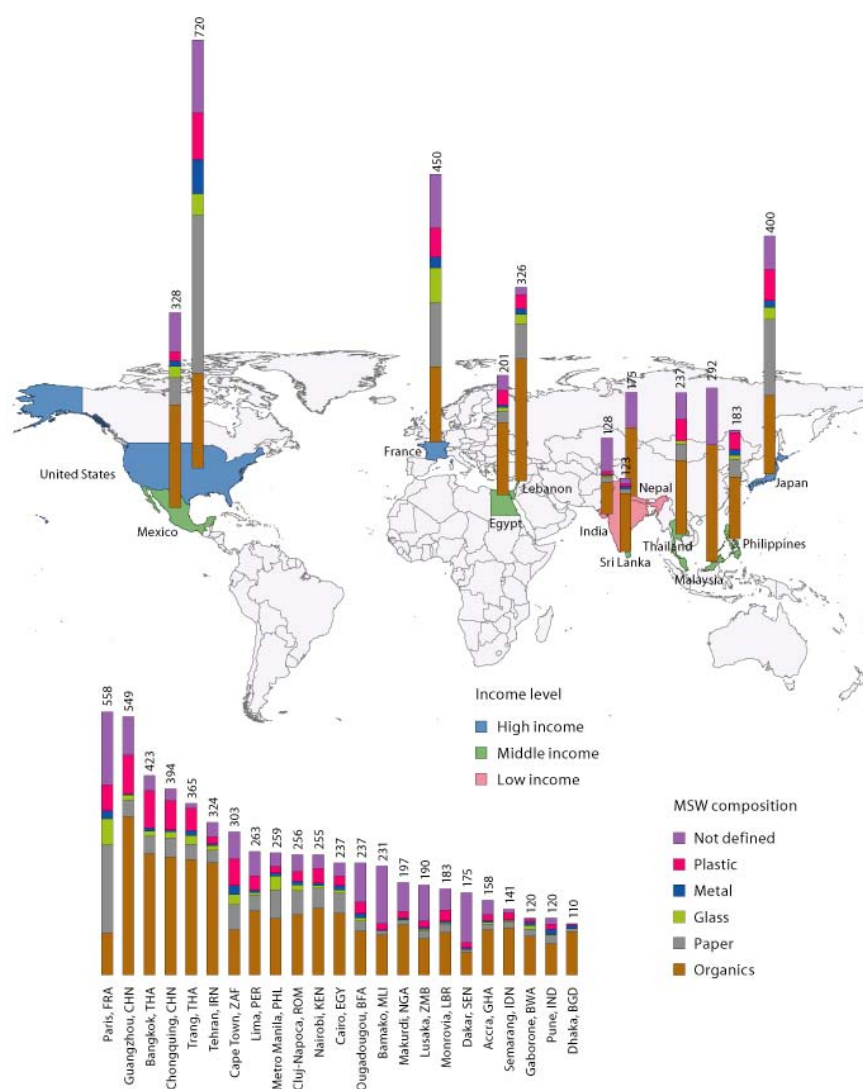 720
450
400
328
326
201
175
237
292
183
128
123
United States
France
Mexico
Lebanon
Egypt
Nepal
India
Sri Lanka
Thailand
Malaysia
Philippines
Japan
Income level
High income
Middle income
Low income
MSW composition
Not defined
Plastic
Metal
Glass
Paper
Organics
558
549
423
394
365
324
303
263
259
256
255
237
237
231
197
190
183
175
158
141
120
120
110
Paris, FRA
Guangzhou, CHN
Bangkok, THA
Chongquing, CHN
Trang, THA
Tehran, IRN
Cape Town, ZAF
Lima, PER
Metro Manila, PHL
Cluj-Napoca, ROM
Nairobi, KEN
Cairo, EGY
Ougadougou, BFA
Bamako, MLI
Makurdi, NGA
Lusaka, ZMB
Monrovia, LBR
Dakar, SEN
Accra, GHA
Semarang, IDN
Gaborone, BWA
Pune, IND
Dhaka, BGD